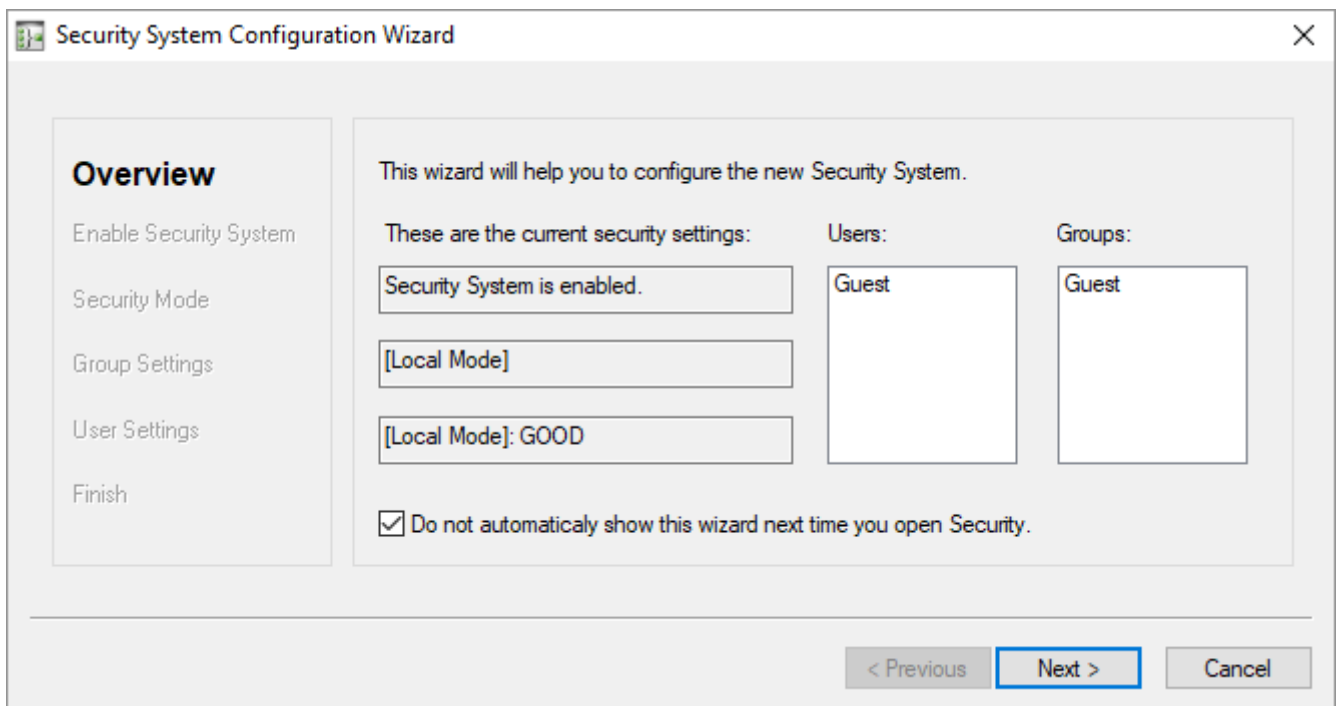 Security System Configuration Wizard
Overview
Enable Security System
Security Mode
Group Settings
User Settings
Finish
This wizard will help you to configure the new Security System.
These are the current security settings:
Users:
Groups:
Security System is enabled.
Guest
Guest
[Local Mode]
[Local Mode]: GOOD
Do not automaticaly show this wizard next time you open Security.
< Previous
Next >
Cancel